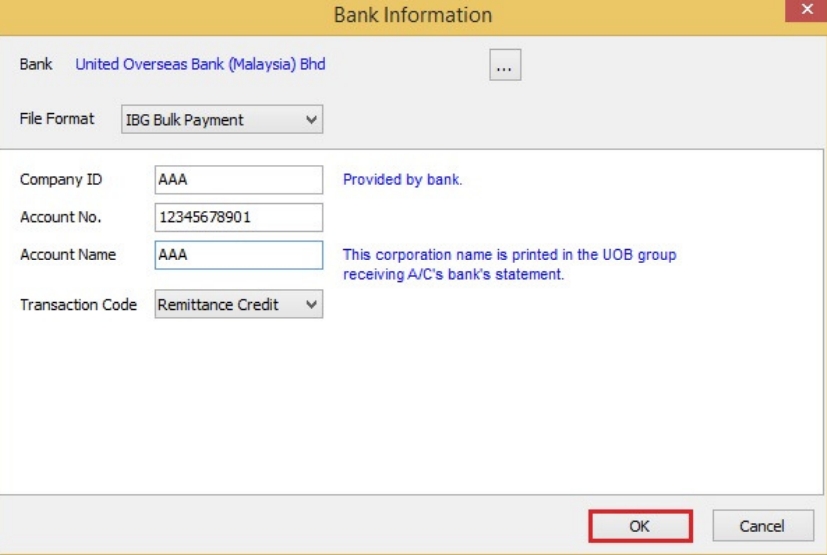 Bank Information
Bank United Overseas Bank (Malaysia) Bhd ...
File Format IBG Bulk Payment
Company ID AAA Provided by bank.
Account No. 12345678901
Account Name AAA This corporation name is printed in the UOB group
receiving A/C's bank's statement.
Transaction Code Remittance Credit
OK Cancel